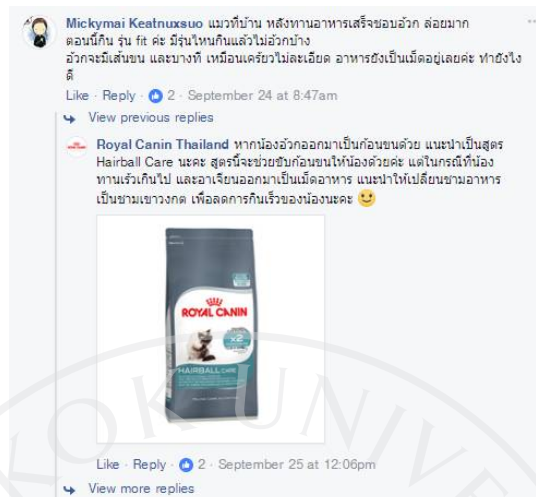 Mickymai Keatnuxsuo แมวที่บ้าน หลังทานอาหารเสร็จชอบอ้วก ล่อยมาก
ตอนนี้กิน รุ่น fit ค่ะ มีรุ่นไหนกินแล้วไม่อ้วกบ้าง
อ้วกจะมีเส้นขน และบางที เหมือนเคร้ยวไม่ละเอียด อาหารยังเป็นเม็ดอยู่เลยค่ะ ทำยังไง
ดี
Like · Reply · 2 · September 24 at 8:47am
View previous replies
Royal Canin Thailand หากน้องอ้วกออกมาเป็นก้อนขนด้วย แนะนำเป็นสูตร
Hairball Care นะคะ สูตรนี้จะช่วยขับก้อนขนให้น้องด้วยค่ะ แต่ในกรณีที่น้อง
ทานเร็วเกินไป และอาเจียนออกมาเป็นเม็ดอาหาร แนะนำให้เปลี่ยนชามอาหาร
เป็นชามเขาวงกต เพื่อลดการกินเร็วของน้องนะคะ
ROYAL CANIN
x2
HAIRBALL CARE
Like · Reply · 2 · September 25 at 12:06pm
View more replies